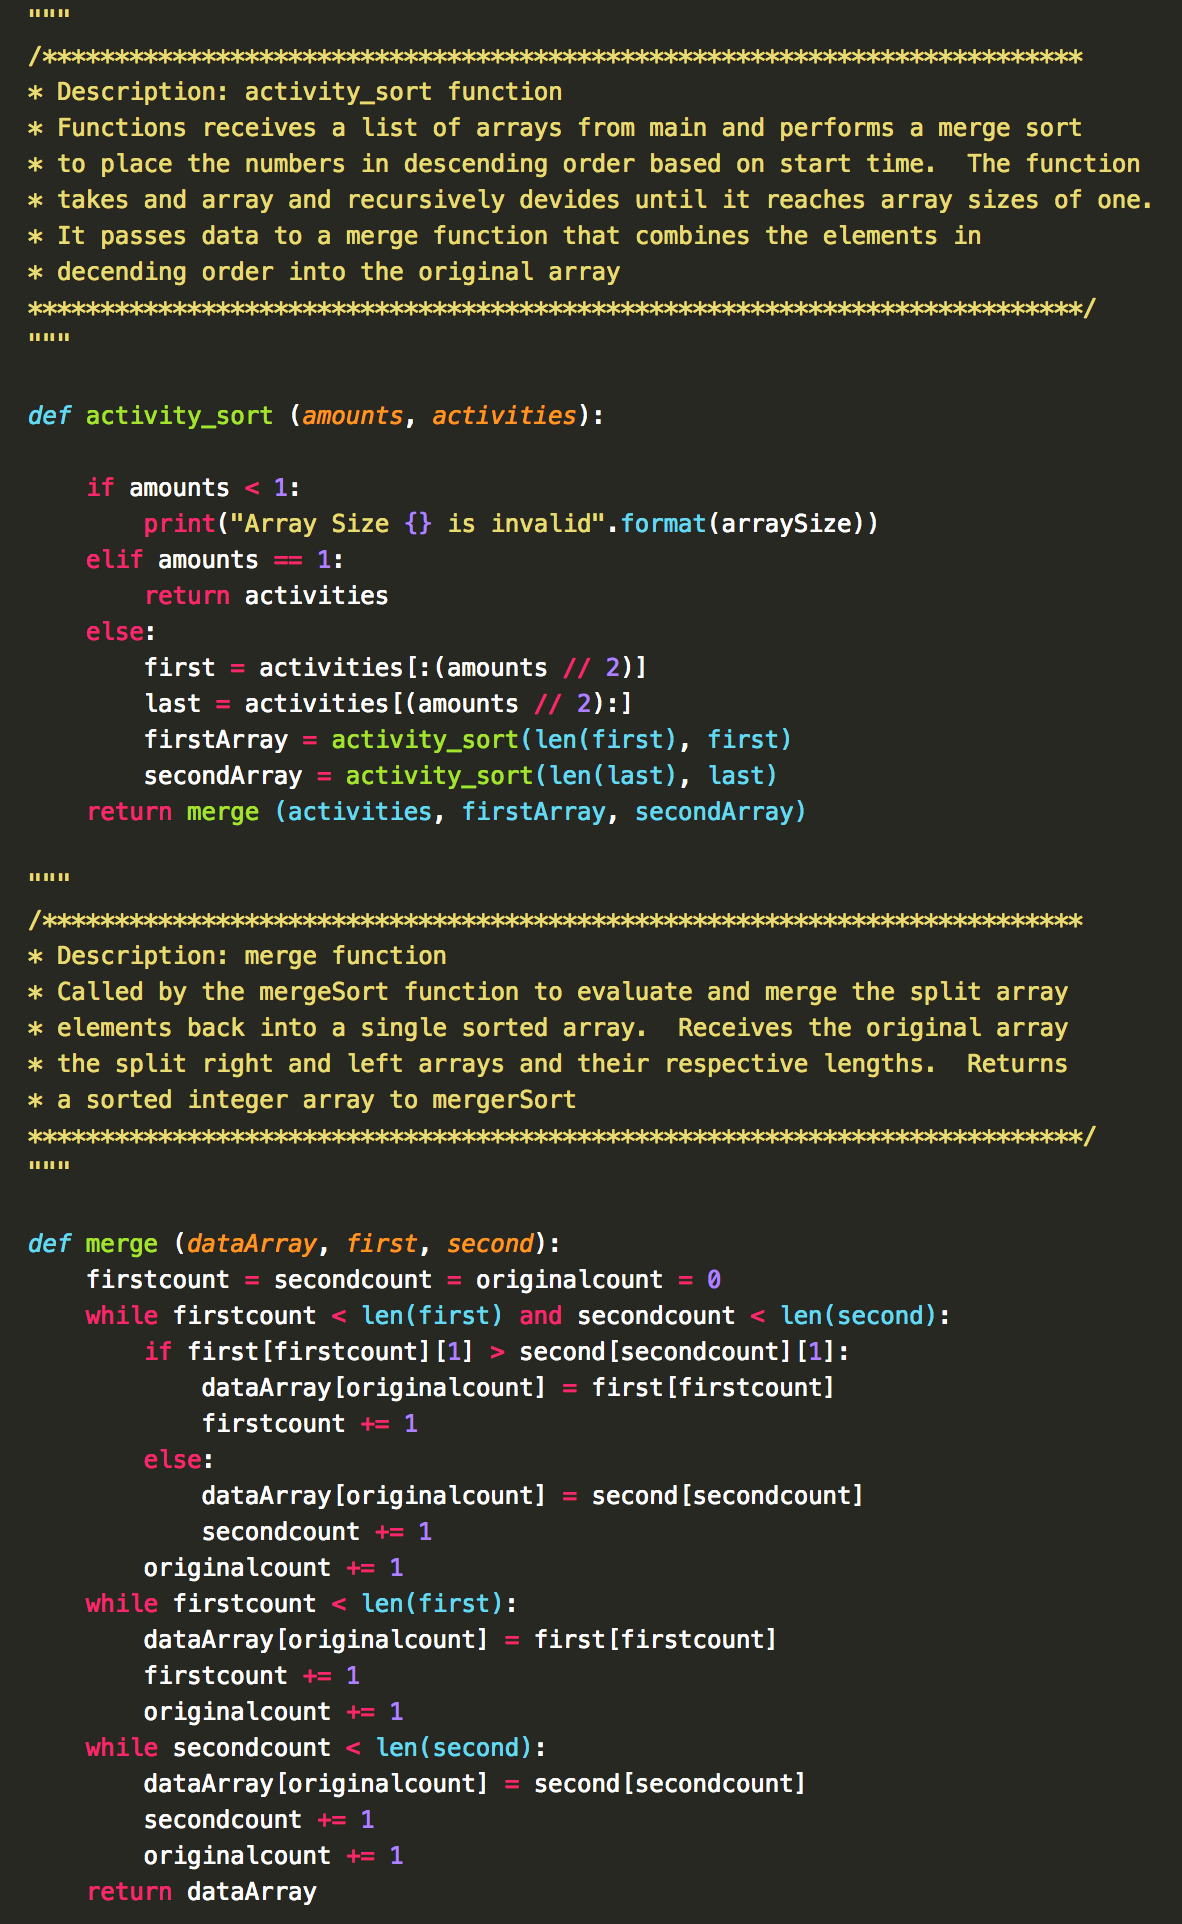 """
/************************************************************************
* Description: activity_sort function
* Functions receives a list of arrays from main and performs a merge sort
* to place the numbers in descending order based on start time.  The function
* takes and array and recursively devides until it reaches array sizes of one.
* It passes data to a merge function that combines the elements in
* decending order into the original array
*************************************************************************/
"""

def activity_sort (amounts, activities):

    if amounts < 1:
        print("Array Size {} is invalid".format(arraySize))
    elif amounts == 1:
        return activities
    else:
        first = activities[:(amounts // 2)]
        last = activities[(amounts // 2):]
        firstArray = activity_sort(len(first), first)
        secondArray = activity_sort(len(last), last)
    return merge (activities, firstArray, secondArray)

"""
/************************************************************************
* Description: merge function
* Called by the mergeSort function to evaluate and merge the split array
* elements back into a single sorted array.  Receives the original array
* the split right and left arrays and their respective lengths.  Returns
* a sorted integer array to mergerSort
*************************************************************************/
"""

def merge (dataArray, first, second):
    firstcount = secondcount = originalcount = 0
    while firstcount < len(first) and secondcount < len(second):
        if first[firstcount][1] > second[secondcount][1]:
            dataArray[originalcount] = first[firstcount]
            firstcount += 1
        else:
            dataArray[originalcount] = second[secondcount]
            secondcount += 1
        originalcount += 1
    while firstcount < len(first):
        dataArray[originalcount] = first[firstcount]
        firstcount += 1
        originalcount += 1
    while secondcount < len(second):
        dataArray[originalcount] = second[secondcount]
        secondcount += 1
        originalcount += 1
    return dataArray